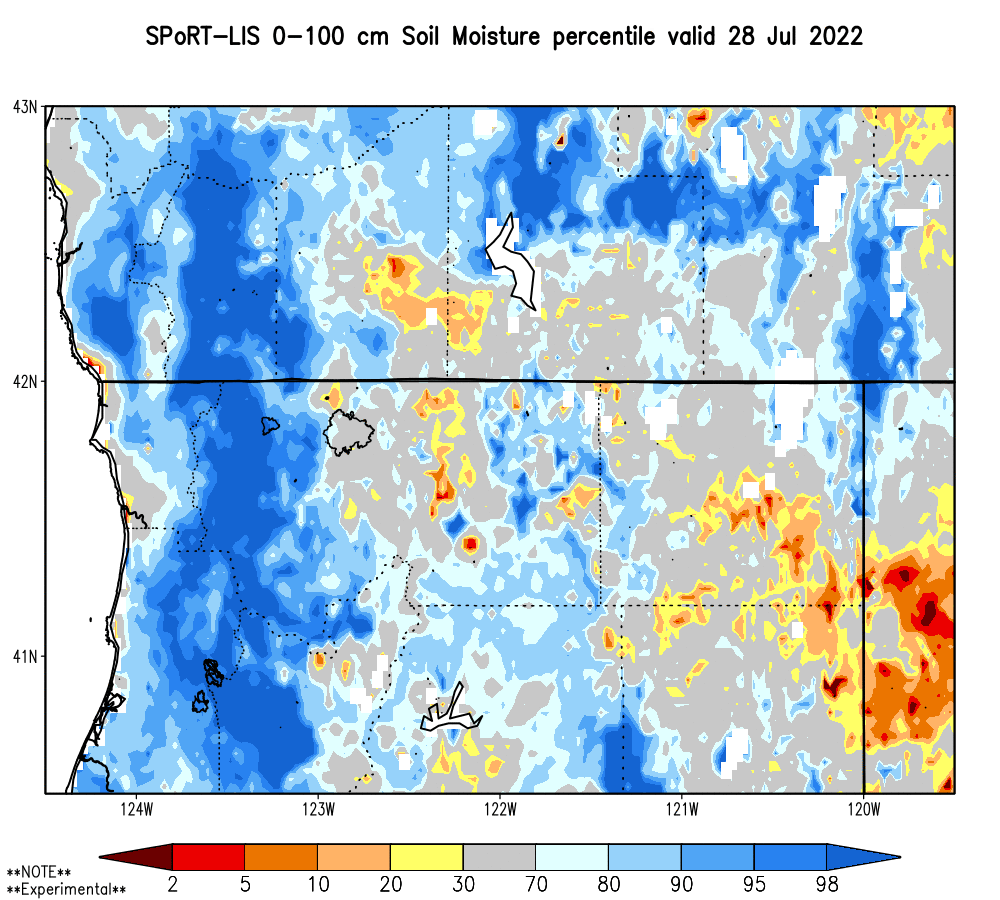 SPoRT-LIS 0-100 cm Soil Moisture percentile valid 28 Jul 2022
43N
42N
41N
124W 123W 122W 121W 120W
**NOTE**
**Experimental**
2 5 10 20 30 70 80 90 95 98